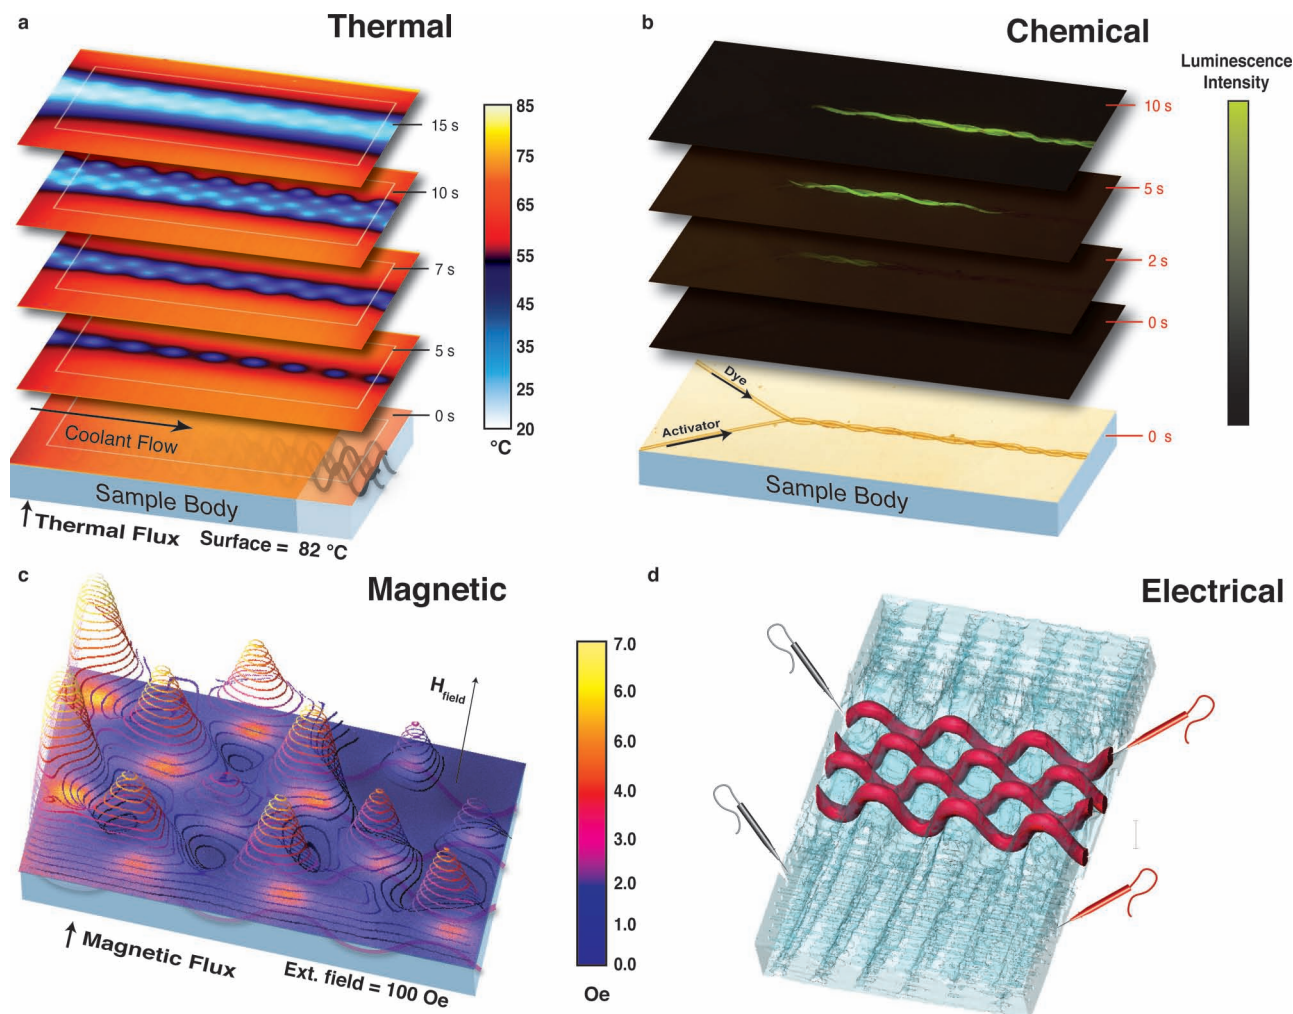 a
Thermal
15 s
10 s
7 s
5 s
0 s
85
75
65
55
45
35
25
20
°C
Coolant Flow
Sample Body
Thermal Flux
Surface = 82 °C
b
Chemical
Luminescence
Intensity
10 s
5 s
2 s
0 s
0 s
Dye
Activator
Sample Body
c
Magnetic
H field
7.0
6.0
6.0
4.0
3.0
2.0
1.0
0.0
Oe
Magnetic Flux
Ext. field = 100 Oe
d
Electrical